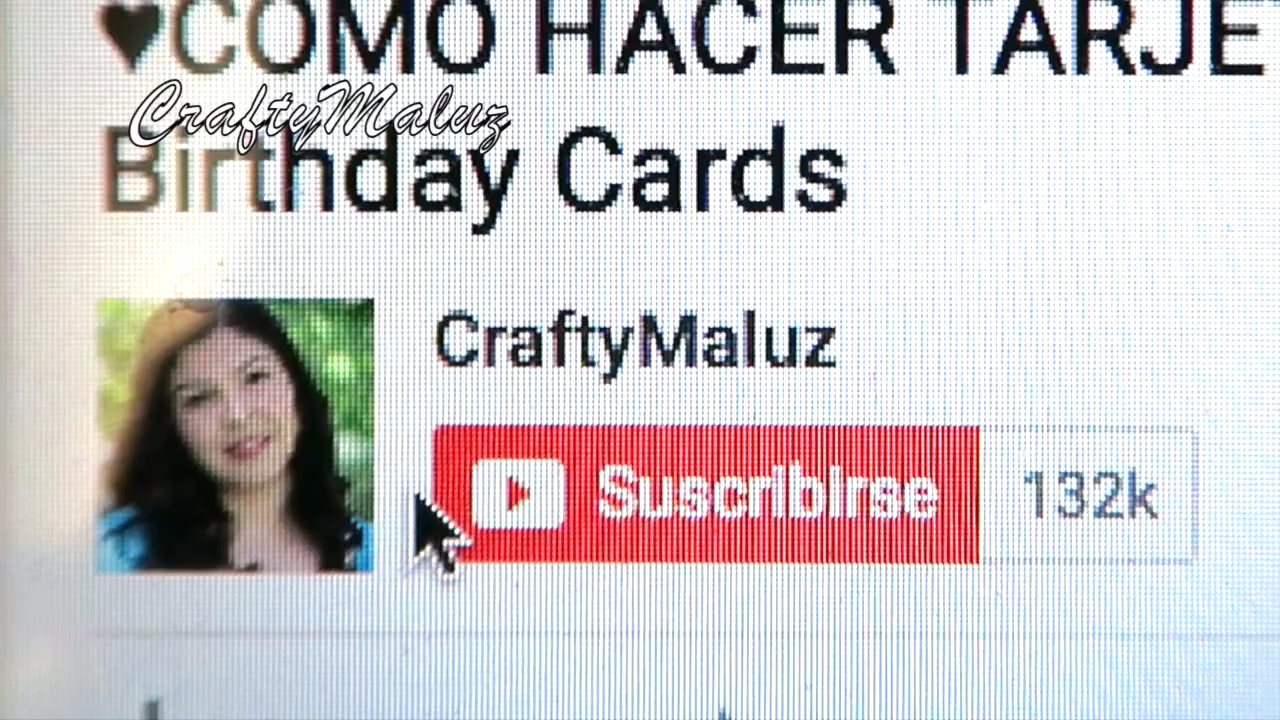 ♥COMO HACER TARJE
CraftyMaluz
Birthday Cards
CraftyMaluz
Suscribirse 132k